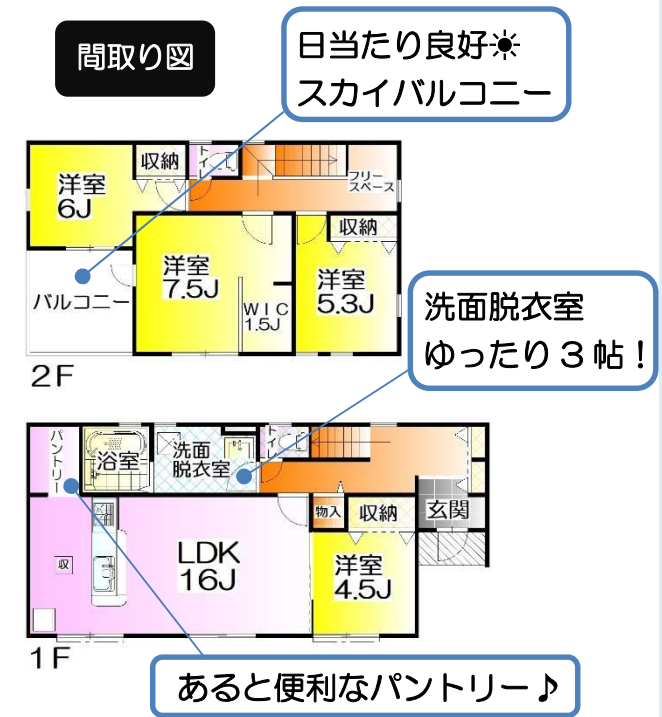 間取り図
日当たり良好☀
スカイバルコニー
洋室
6J
収納
トイレ
フリー
スペース
収納
洋室
7.5J
WIC
1.5J
洋室
5.3J
バルコニー
2F
洗面脱衣室
ゆったり3帖!
パントリー
浴室
洗面
脱衣室
トイレ
物入
収納
玄関
収
LDK
16J
洋室
4.5J
1F
あると便利なパントリー♪